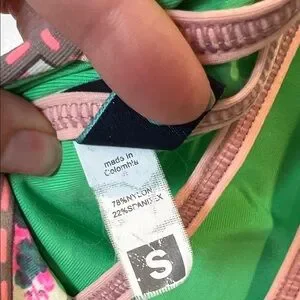 made in
Colombia
78%NYLON
22%SPANDEX
S